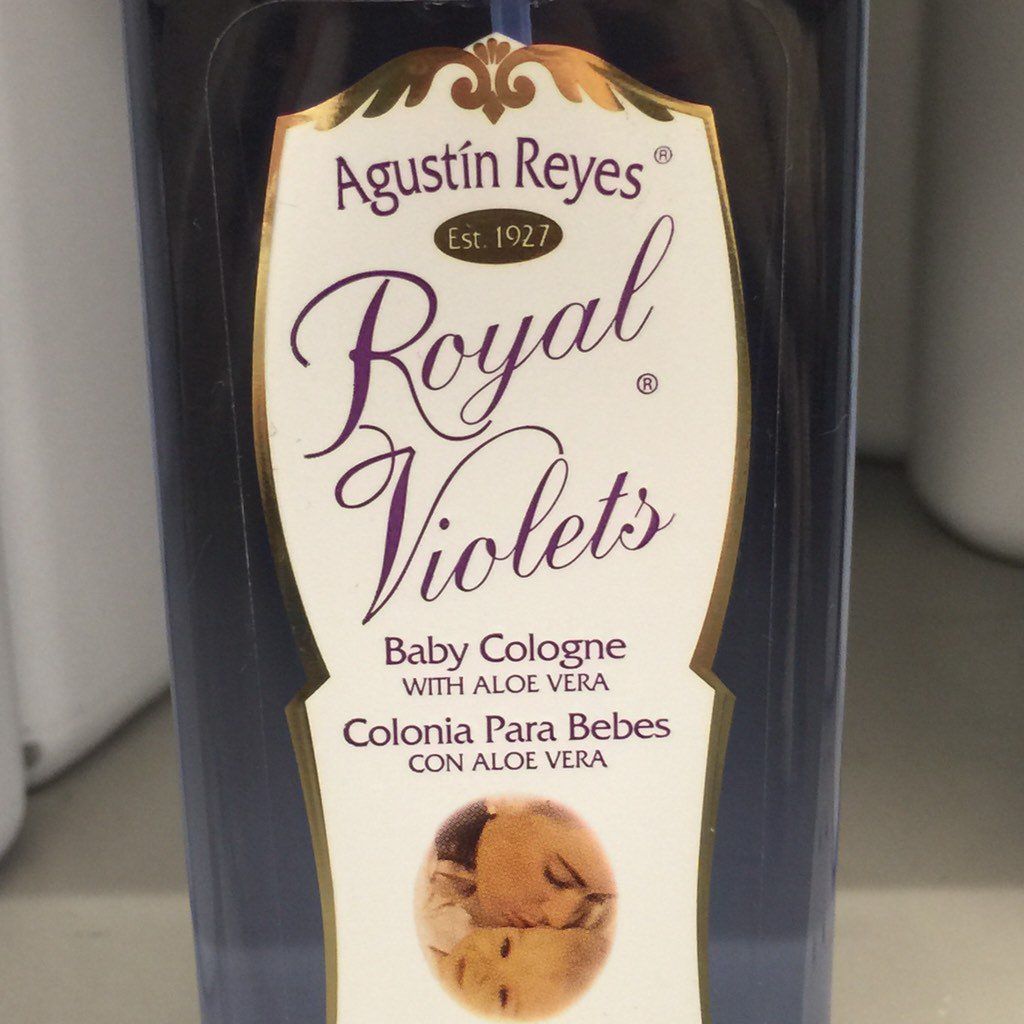 Agustín Reyes®
Est. 1927
Royal
Violets®
Baby Cologne
WITH ALOE VERA
Colonia Para Bebes
CON ALOE VERA